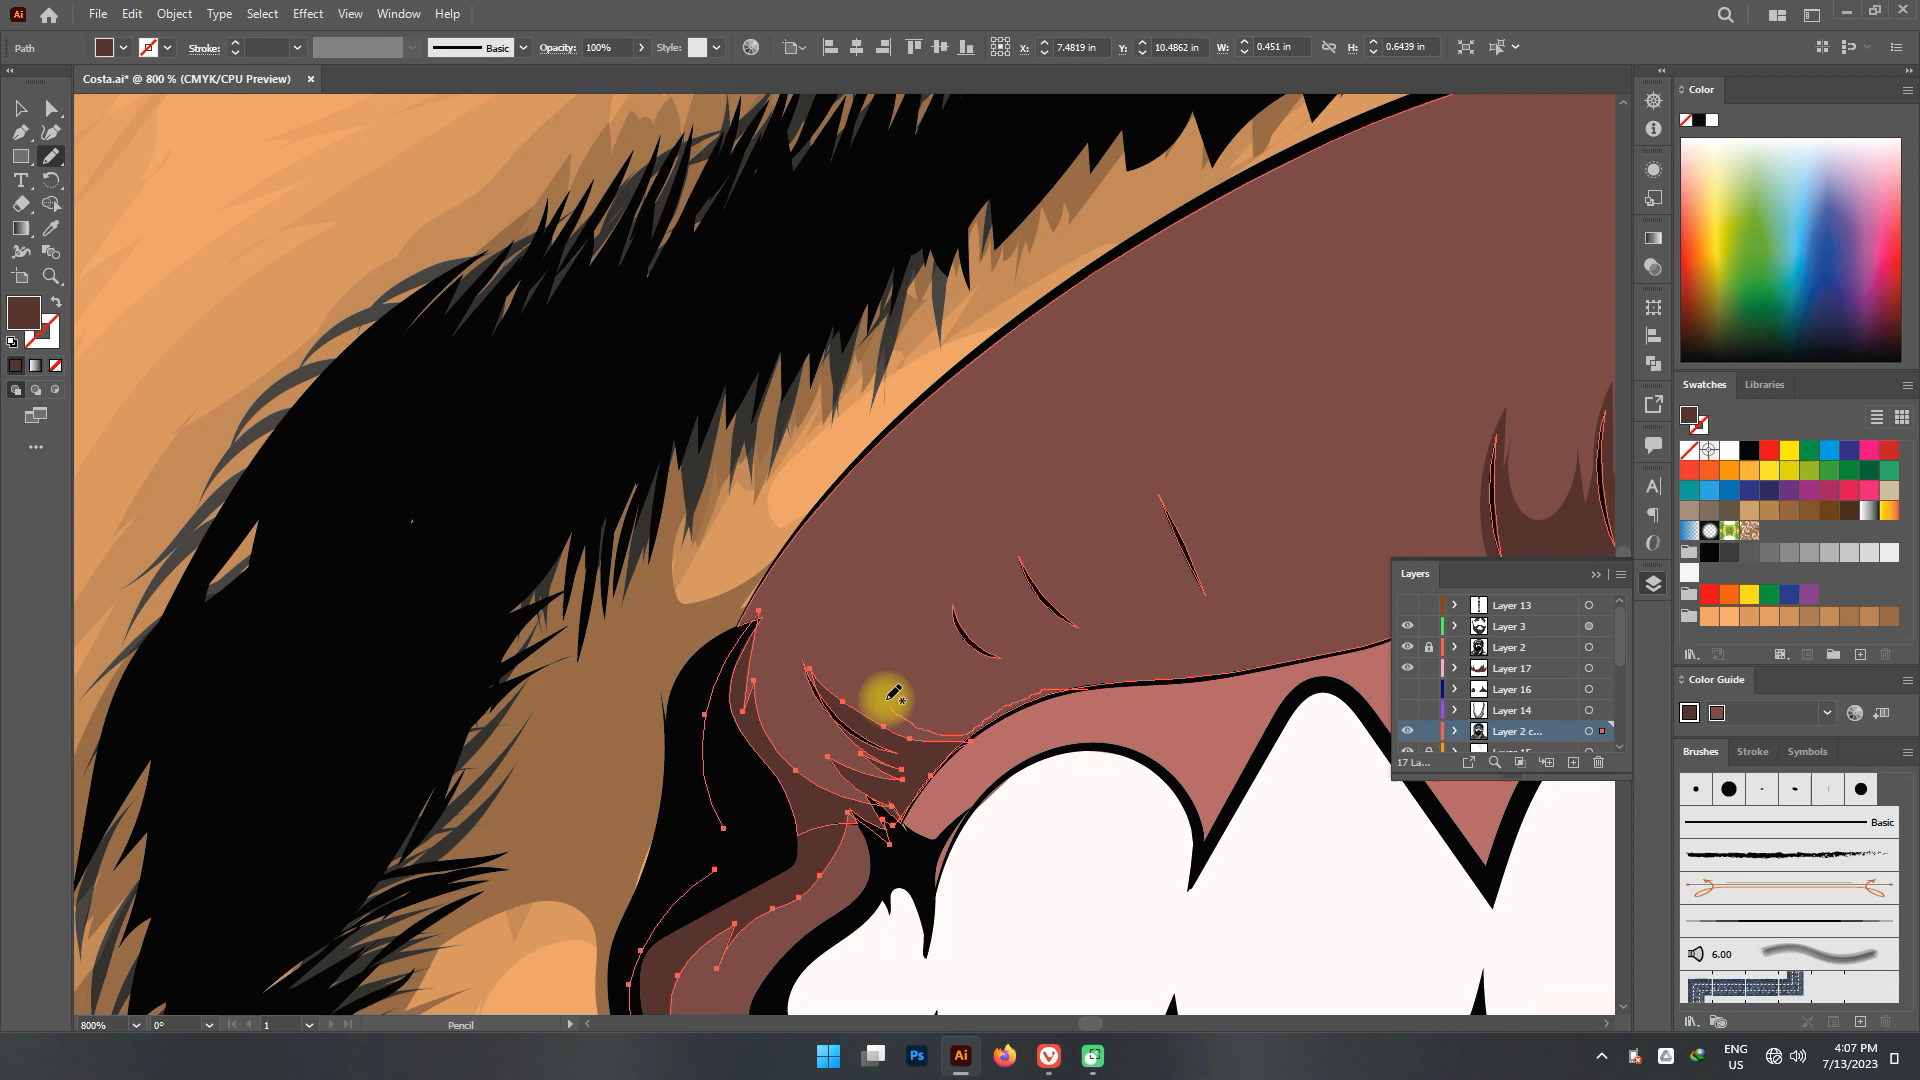 Ai File Edit Object Type Select Effect View Window Help
Path Stroke: Basic Opacity: 100% Style: X: 7.4819 in Y: 10.4862 in W: 0.451 in H: 0.6439 in
Costa.ai* @ 800 % (CMYK/CPU Preview)
Color
Swatches Libraries
Layers
Layer 13
Layer 3
Layer 2
Layer 17
Layer 16
Layer 14
Layer 2 c...
17 La...
Color Guide
Brushes Stroke Symbols
Basic
6.00
800% 0° 1 Pencil
Ps Ai
ENG
US
4:07 PM
7/13/2023